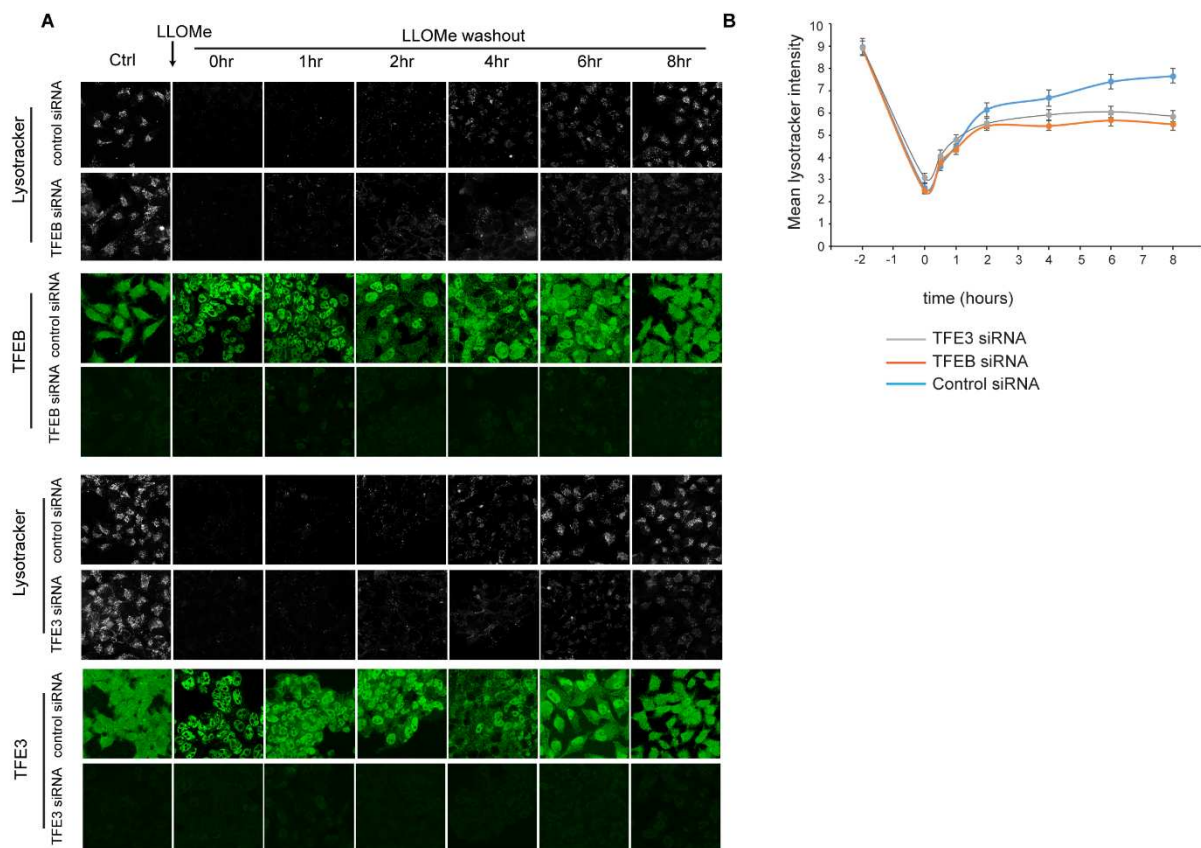 A
LLOMe
LLOMe washout
Ctrl
0hr
1hr
2hr
4hr
6hr
8hr
Lysotracker
control siRNA
TFEB siRNA
TFEB
control siRNA
TFEB siRNA
Lysotracker
control siRNA
TFE3 siRNA
TFE3
control siRNA
TFE3 siRNA
B
Mean lysotracker intensity
10
9
8
7
6
5
4
3
2
1
0
-2
-1
0
1
2
3
4
5
6
7
8
time (hours)
TFE3 siRNA
TFEB siRNA
Control siRNA